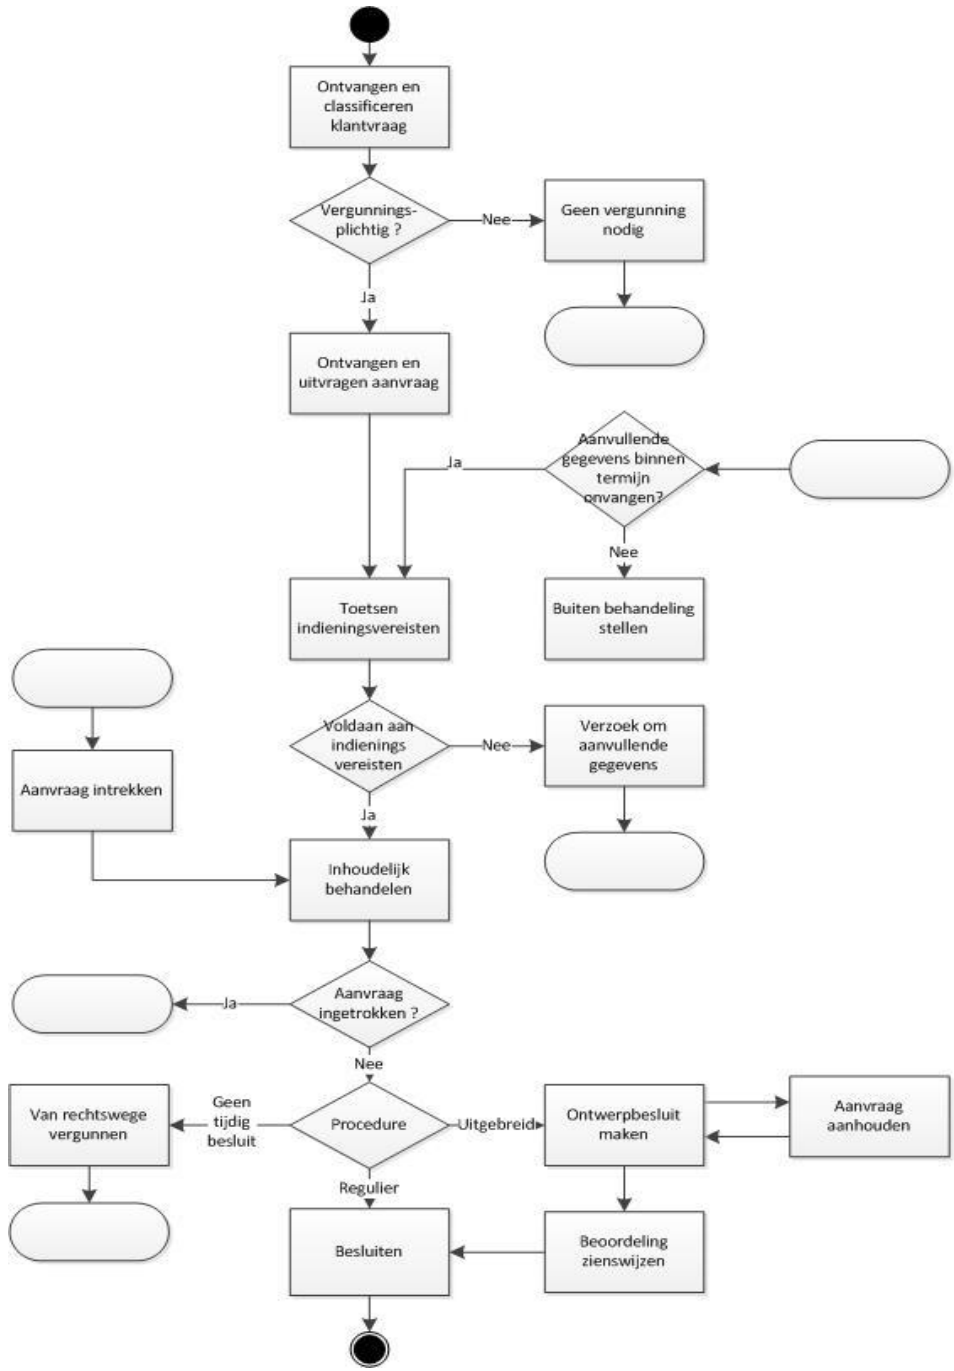 Ontvangen en
classificeren
klantvraag
Vergunnings-
plichtig ?
Nee
Geen vergunning
nodig
Ja
Ontvangen en
uitvragen aanvraag
Aanvullende
gegevens binnen
termijn
onvangen?
Ja
Nee
Toetsen
indieningsvereisten
Buiten behandeling
stellen
Voldaan aan
indienings
vereisten
Nee
Verzoek om
aanvullende
gegevens
Aanvraag intrekken
Ja
Inhoudelijk
behandelen
Aanvraag
ingetrokken ?
Ja
Nee
Van rechtswege
vergunnen
Geen
tijdig
besluit
Procedure
Uitgebreid
Ontwerpbesluit
maken
Aanvraag
aanhouden
Regulier
Besluiten
Beoordeling
zienswijzen